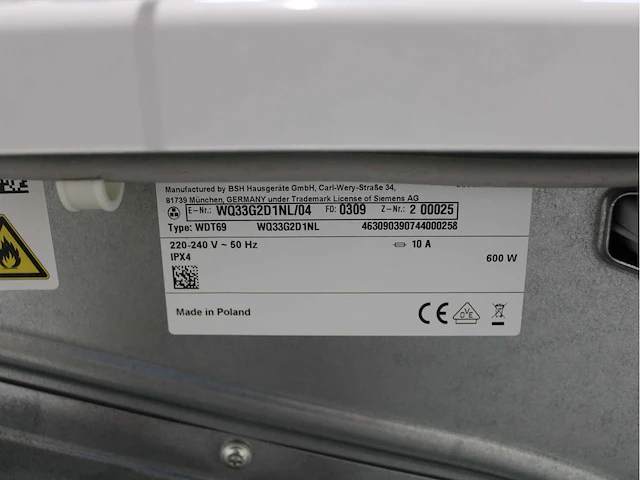 Manufactured by BSH Hausgeräte GmbH, Carl-Wery-Straße 34,
81739 München, GERMANY under Trademark License of Siemens AG
E-Nr.: WQ33G2D1NL/04 FD: 0309 Z-Nr.: 2 00025
Type: WDT69 WQ33G2D1NL 463090390744000258
220-240 V ~ 50 Hz 10 A
IPX4 600 W
Made in Poland
CE DVE